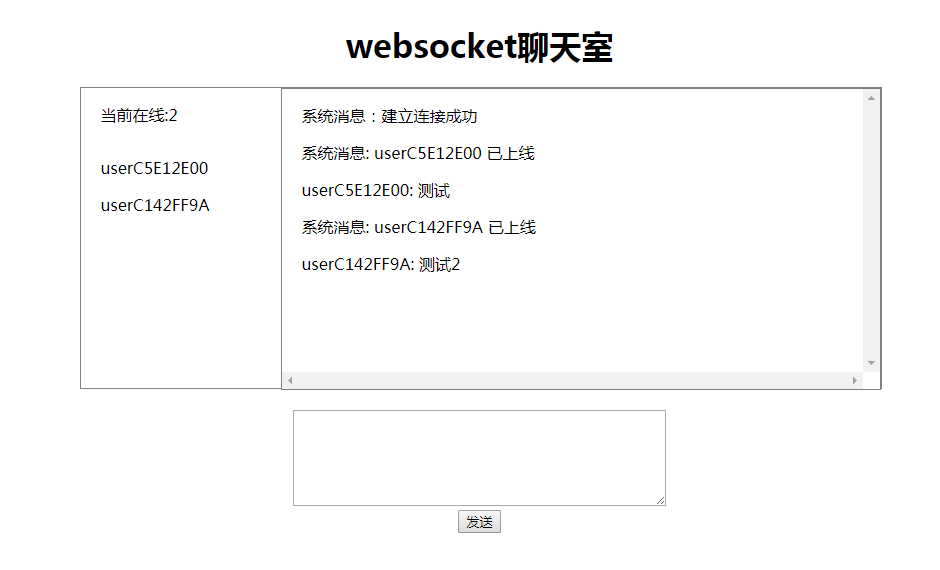 websocket聊天室
当前在线:2
userC5E12E00
userC142FF9A
系统消息：建立连接成功
系统消息: userC5E12E00 已上线
userC5E12E00: 测试
系统消息: userC142FF9A 已上线
userC142FF9A: 测试2
发送